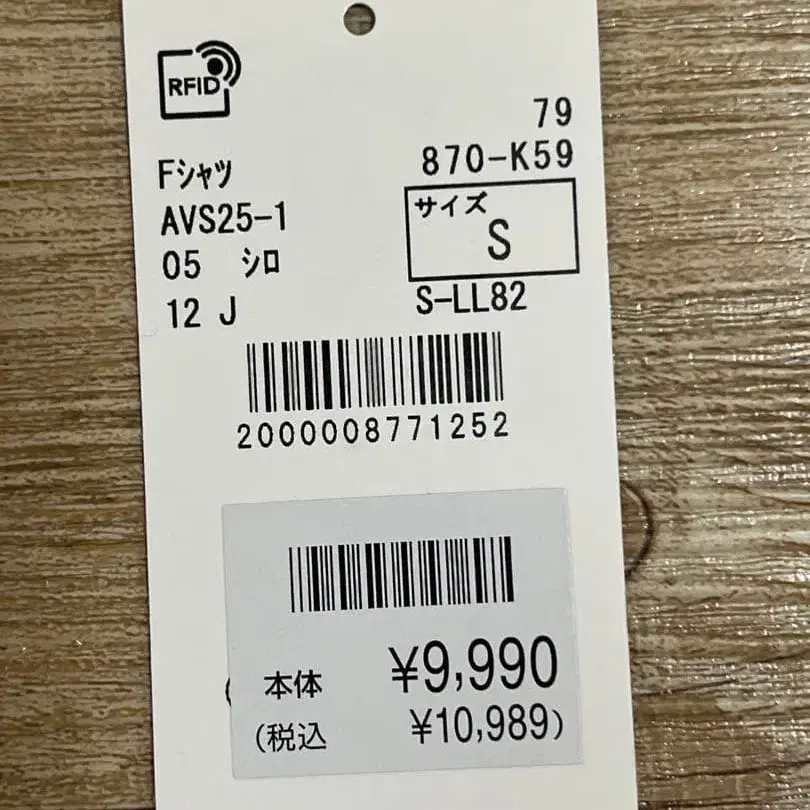 RFID
79
870-K59
Fシャツ
AVS25-1
05 シロ
12 J
サイズ
S
S-LL82
2000008771252
本体 ¥9,990
(税込 ¥10,989)